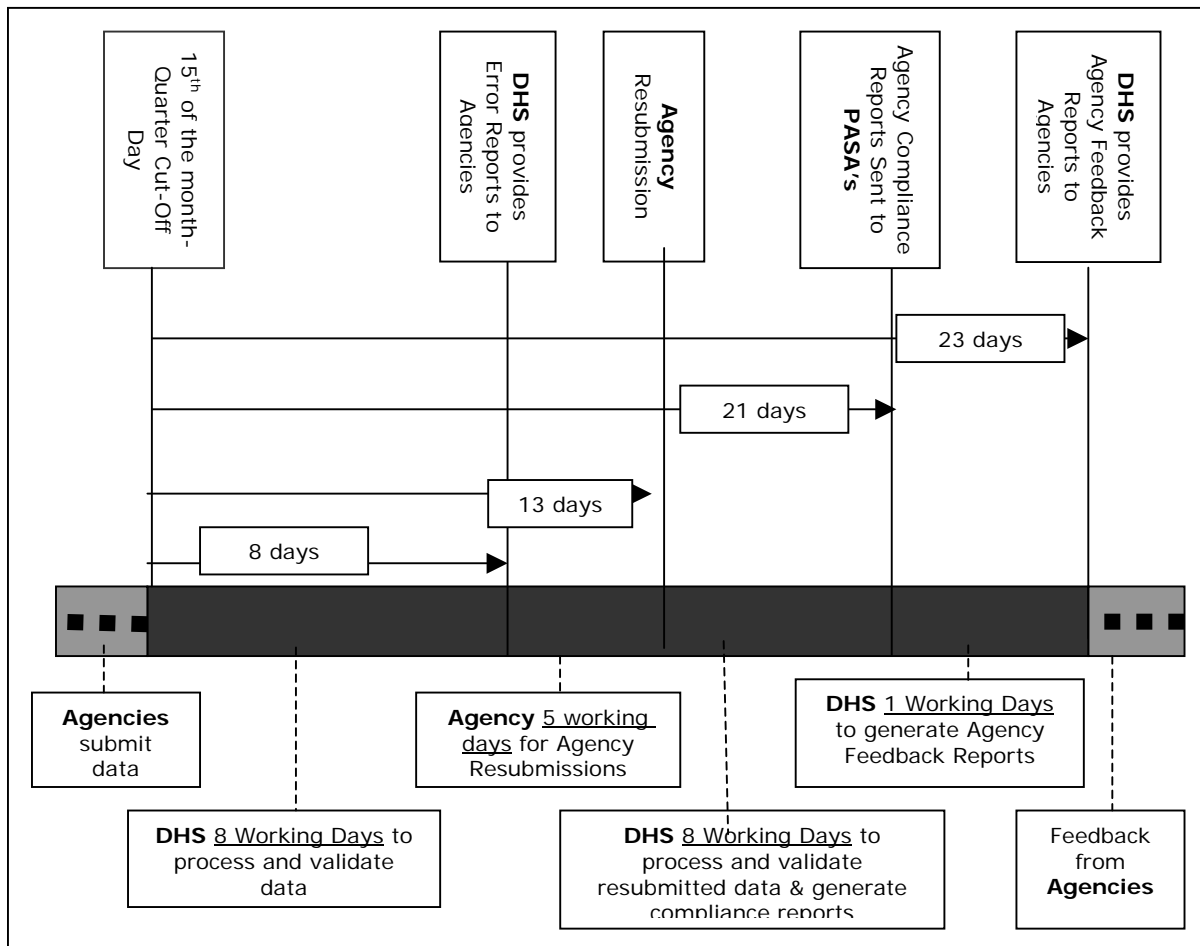 15th of the month-
Quarter Cut-Off
Day
DHS provides
Error Reports to
Agencies
Agency
Resubmission
Agency Compliance
Reports Sent to
PASA's
DHS provides
Agency Feedback
Reports to
Agencies
23 days
21 days
13 days
8 days
Agencies
submit
data
Agency 5 working
days for Agency
Resubmissions
DHS 1 Working Days
to generate Agency
Feedback Reports
DHS 8 Working Days to
process and validate
data
DHS 8 Working Days to
process and validate
resubmitted data & generate
compliance reports
Feedback
from
Agencies